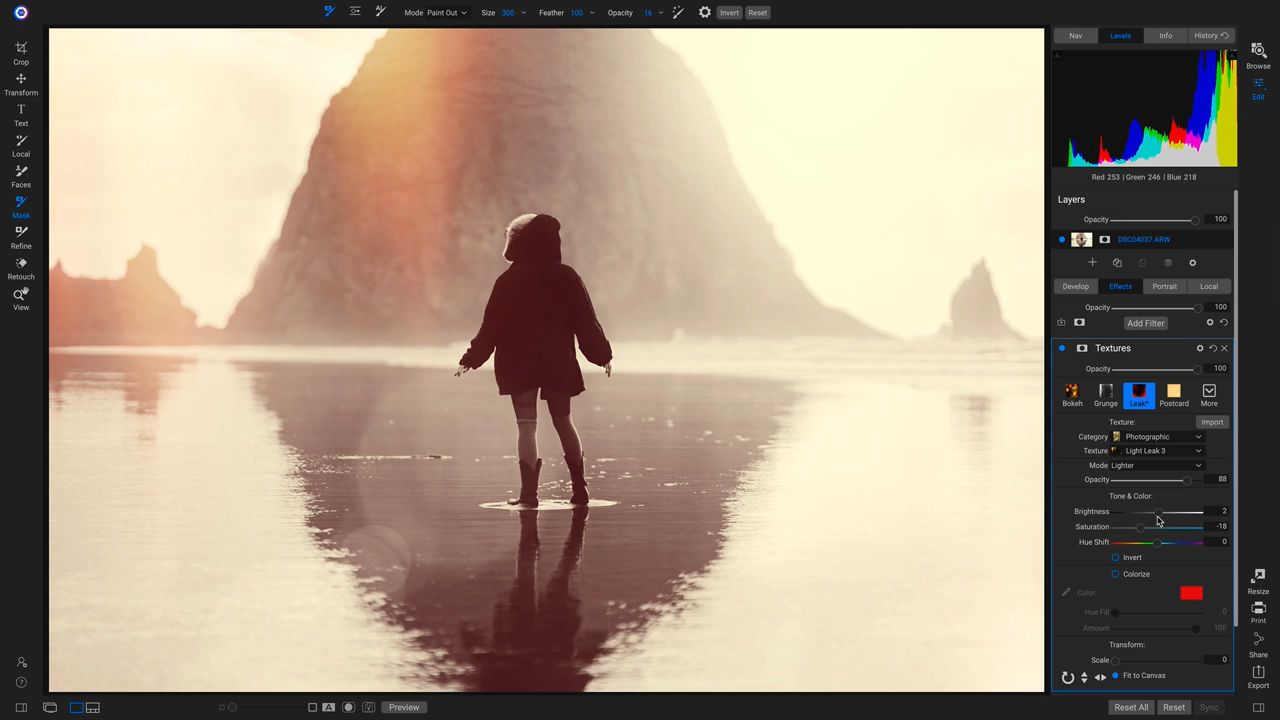 Mode Paint Out Size 300 Feather 100 Opacity 16 Invert Reset
Crop
Transform
Text
Local
Faces
Mask
Refine
Retouch
View
Nav Levels Info History
Red 253 | Green 246 | Blue 218
Layers
Opacity 100
DSC04037.ARW
Develop Effects Portrait Local
Opacity 100
Add Filter
Textures
Opacity 100
Bokeh Grunge Leak* Postcard More
Texture: Import
Category Photographic
Texture Light Leak 3
Mode Lighter
Opacity 88
Tone & Color:
Brightness 2
Saturation -18
Hue Shift 0
Invert
Colorize
Color:
Hue Fill 0
Amount 100
Transform:
Scale 0
Fit to Canvas
Browse
Edit
Resize
Print
Share
Export
A Preview Reset All Reset Sync